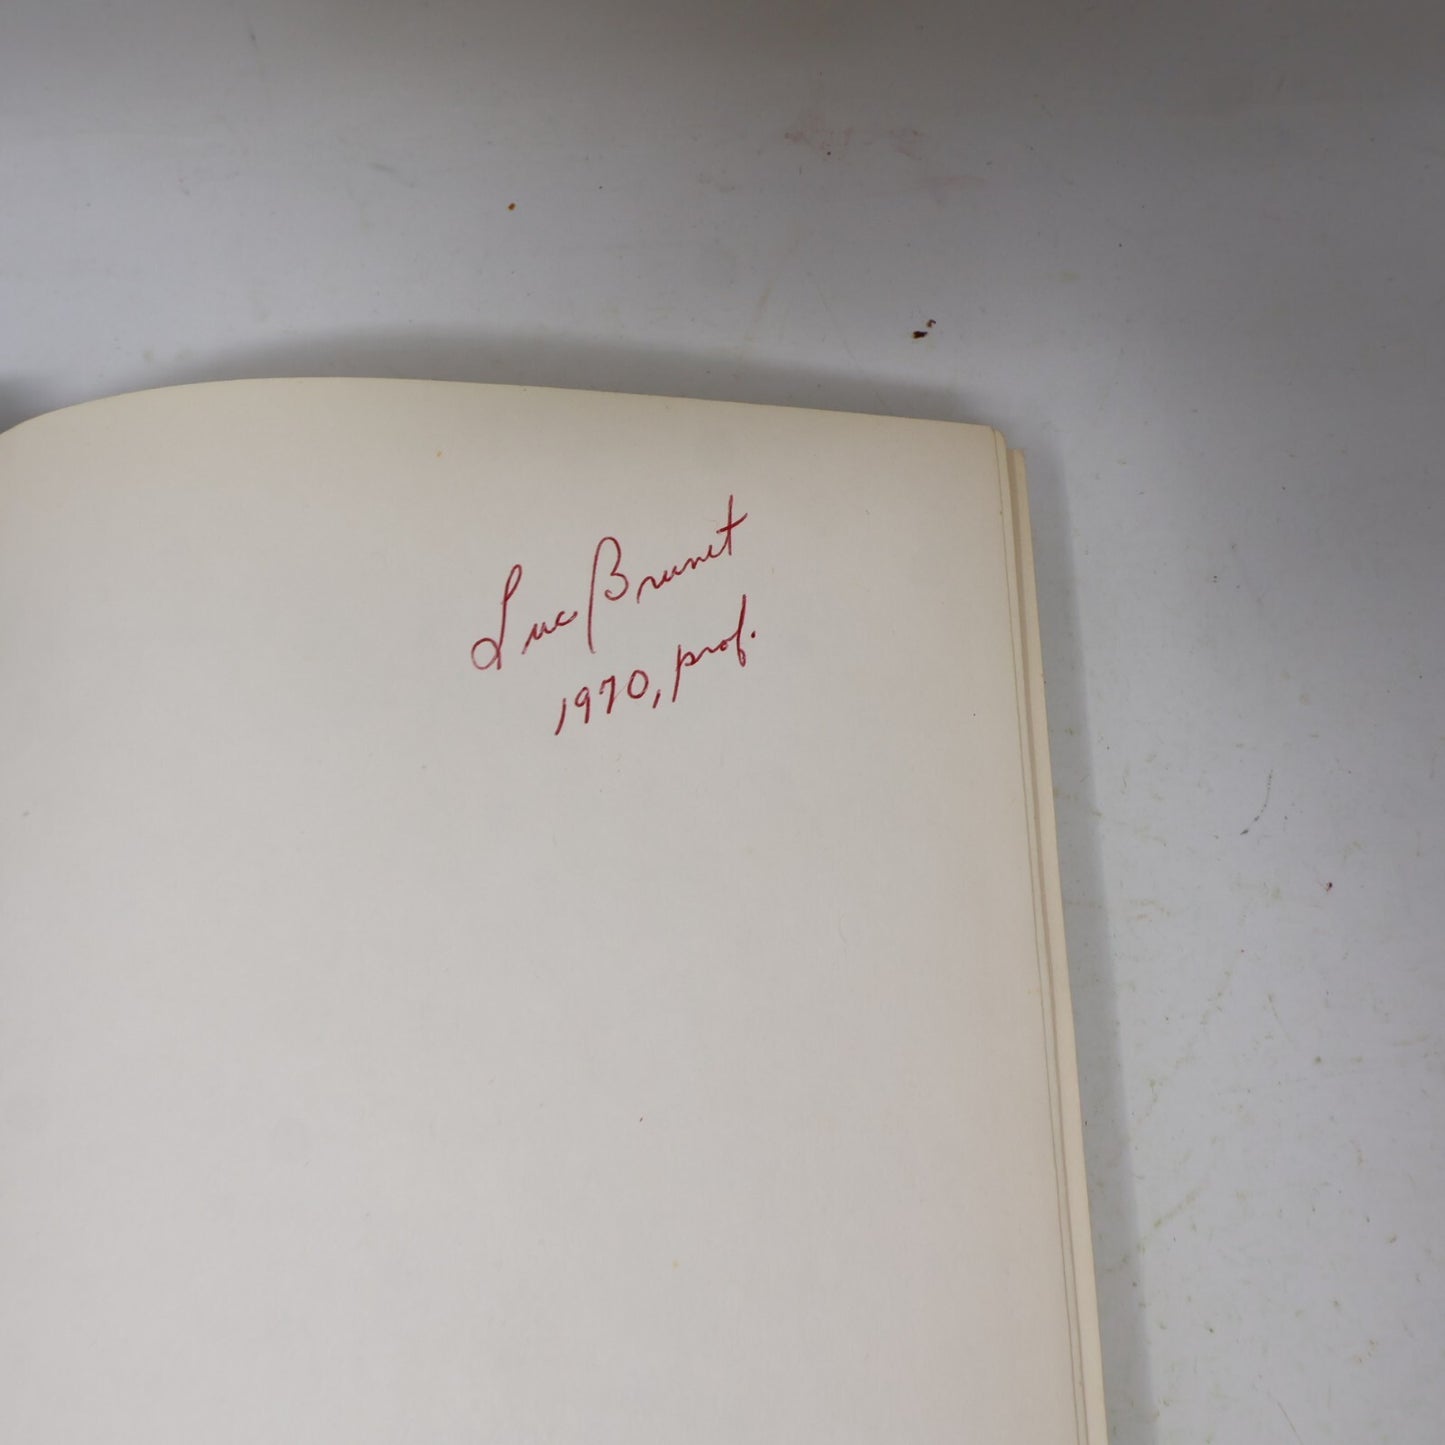 Luc Brunet
1970, prof.